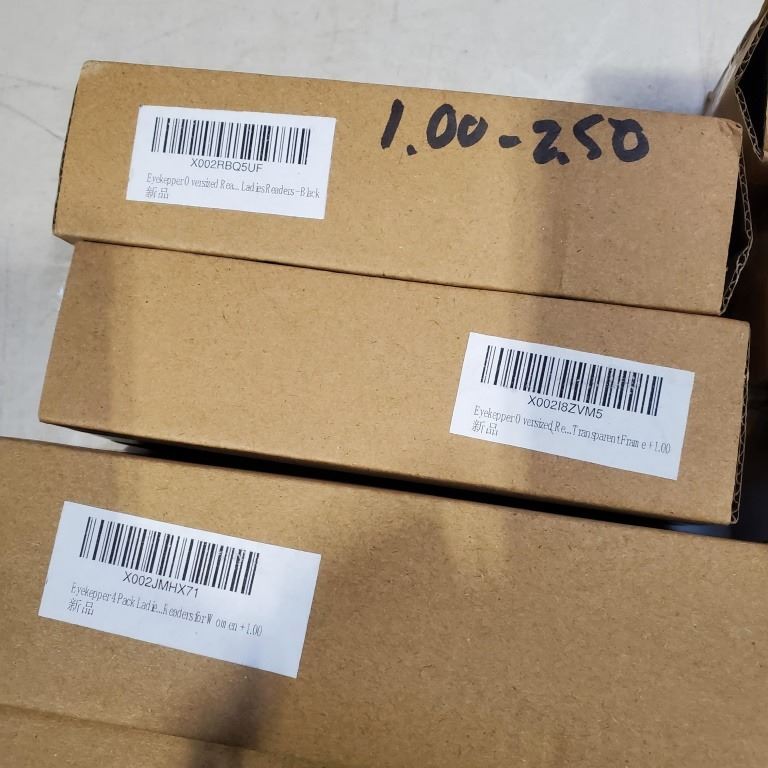 1.00-2.50
X002RBQ5UF
Eyekepper Oversized Rea... Ladies Readers-Black
新品
X002I8ZVM5
Eyekepper Oversized Re...Transparent Frame +1.00
新品
X002JMHX71
Eyekepper 4 Pack Ladie...Readers for Women +1.00
新品